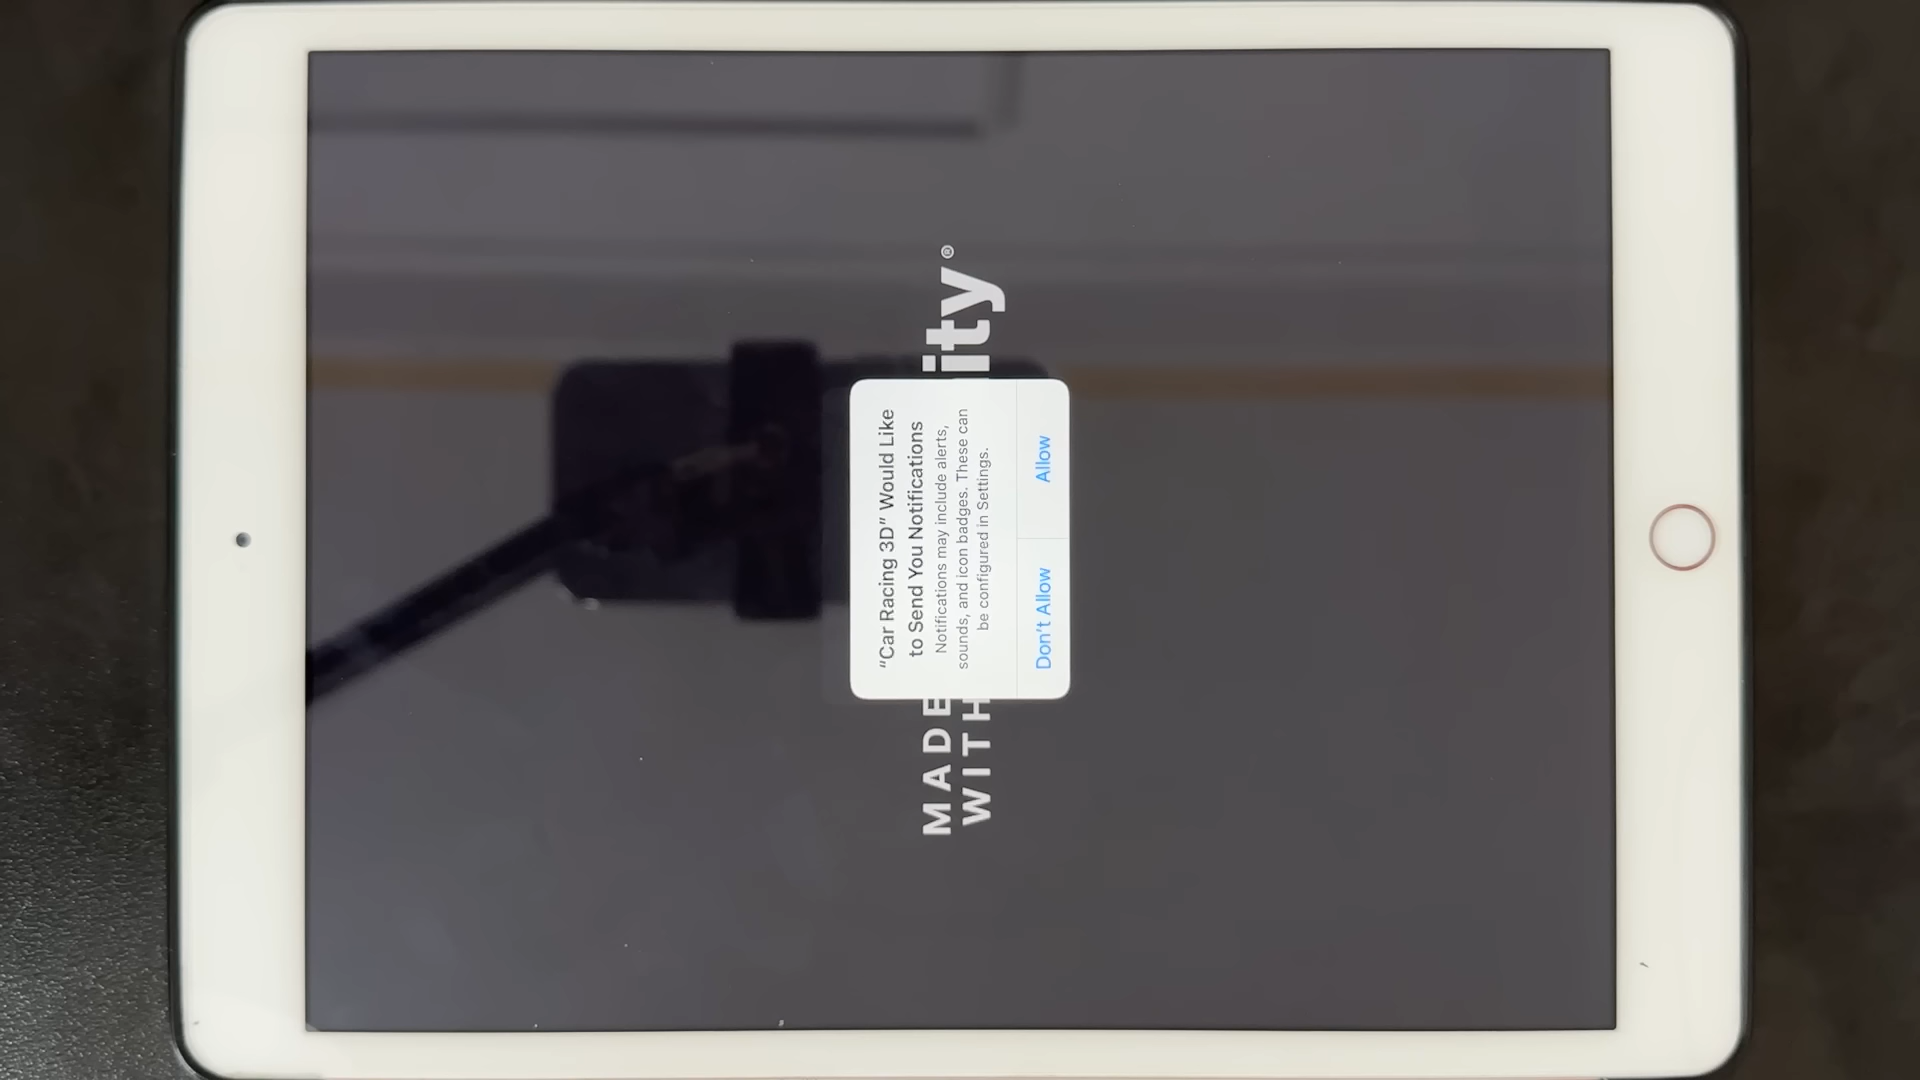 “Car Racing 3D” Would Like
to Send You Notifications
Notifications may include alerts,
sounds, and icon badges. These can
be configured in Settings.
Don’t Allow
Allow
MADE
WITH
ity®